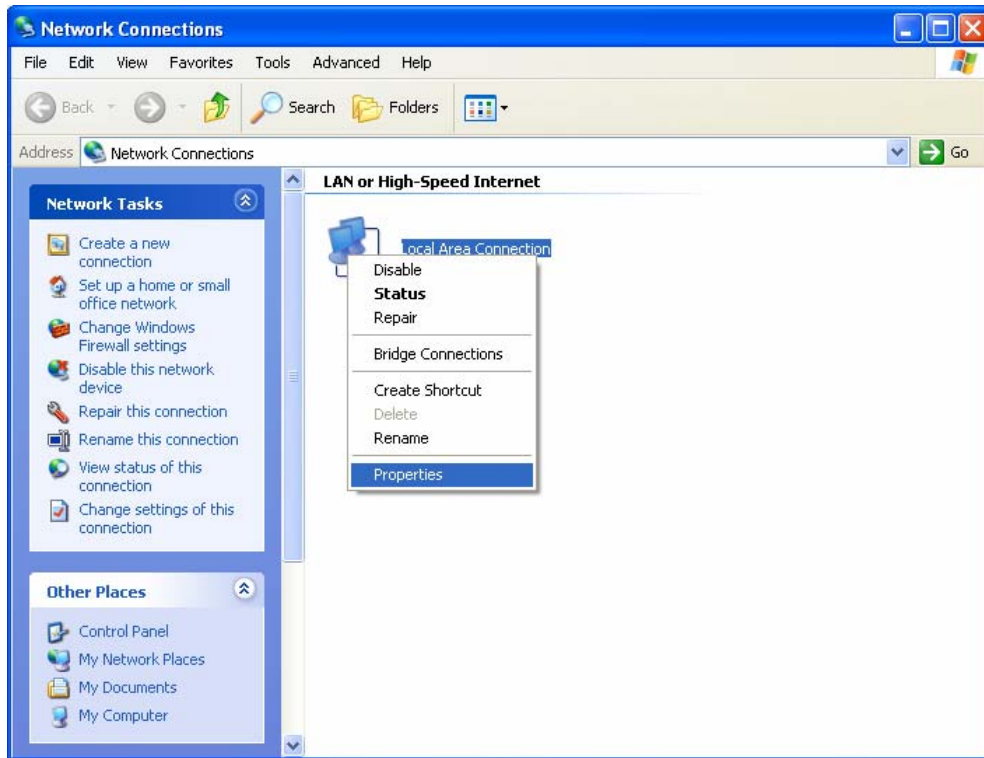 Network Connections
File Edit View Favorites Tools Advanced Help
Back Search Folders
Address Network Connections Go
Network Tasks
Create a new
connection
Set up a home or small
office network
Change Windows
Firewall settings
Disable this network
device
Repair this connection
Rename this connection
View status of this
connection
Change settings of this
connection
Other Places
Control Panel
My Network Places
My Documents
My Computer
LAN or High-Speed Internet
Local Area Connection
Disable
Status
Repair
Bridge Connections
Create Shortcut
Delete
Rename
Properties